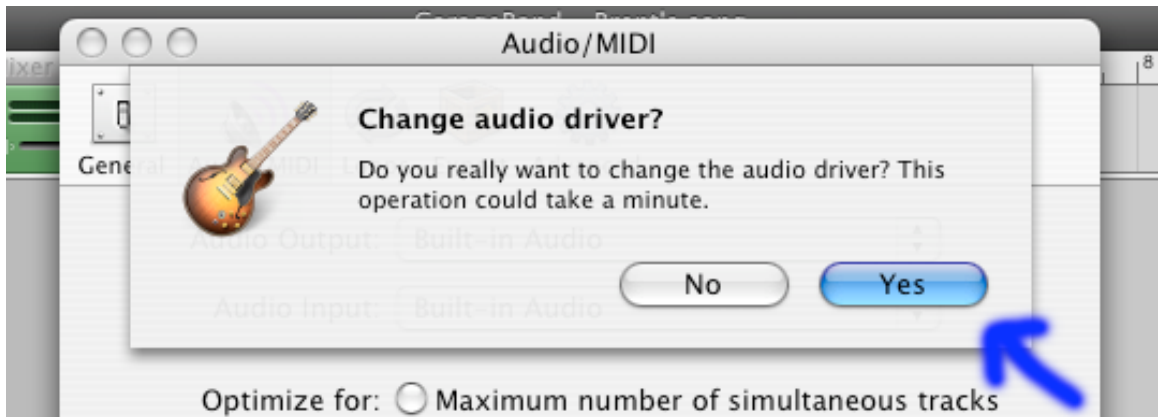 Audio/MIDI
ixer
8
Change audio driver?
General
Do you really want to change the audio driver? This
operation could take a minute.
Audio Output: Built-in Audio
No Yes
Audio Input: Built-in Audio
Optimize for: Maximum number of simultaneous tracks